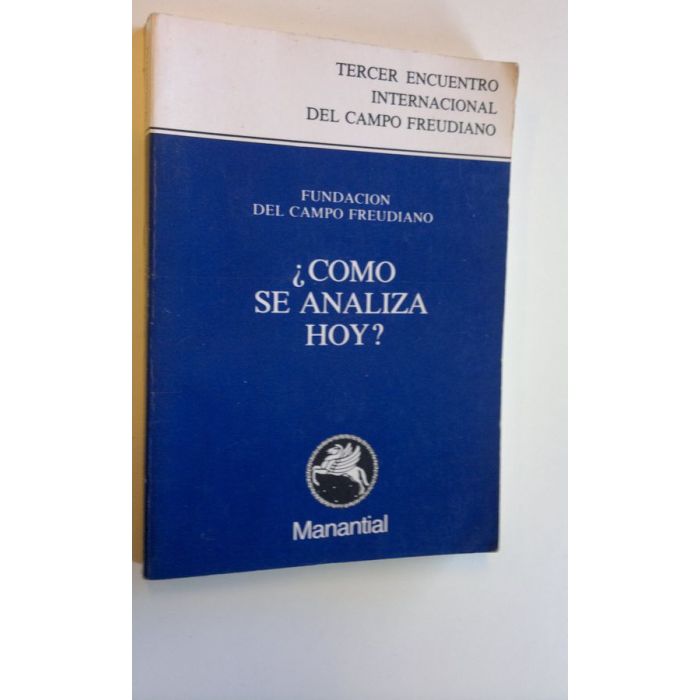 TERCER ENCUENTRO
INTERNACIONAL
DEL CAMPO FREUDIANO
FUNDACION
DEL CAMPO FREUDIANO
¿COMO
SE ANALIZA
HOY?
Manantial